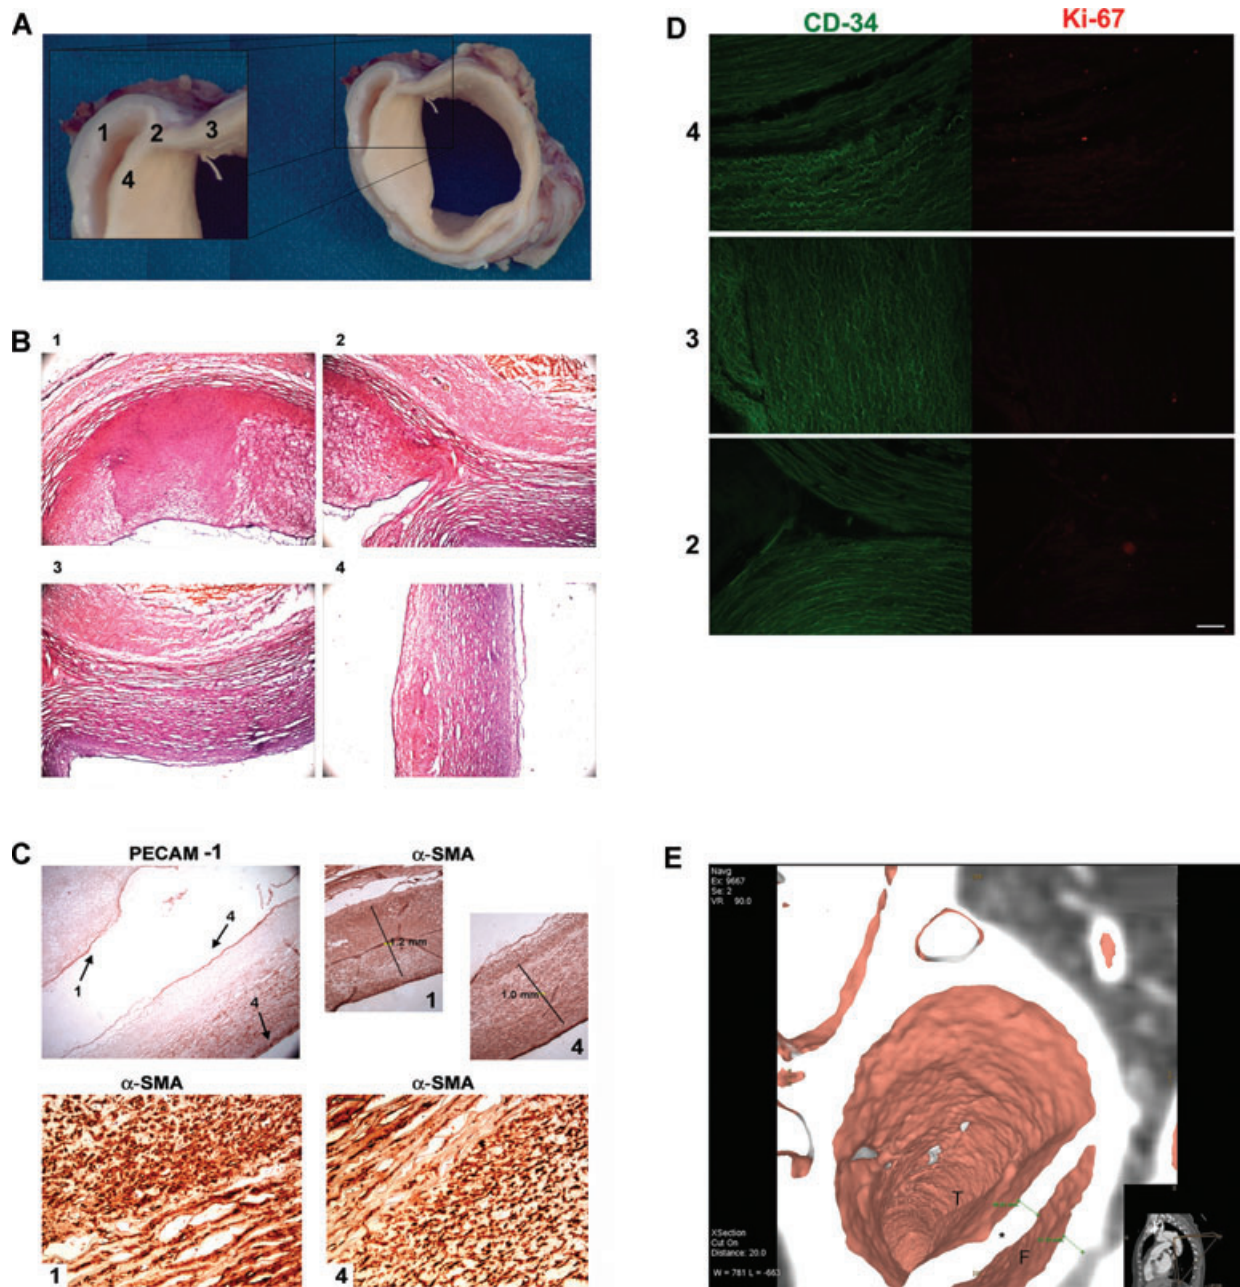 A
1
2
3
4
B
1
2
3
4
C
PECAM -1
α-SMA
4
1
4
1.2 mm
1
1.0 mm
4
α-SMA
α-SMA
1
4
D
CD-34
Ki-67
4
3
2
E
Navg
Ex: 9667
Se: 2
VR 90.0
T
*
F
XSection
Cut On
Distance: 20.0
W = 781 L = -663